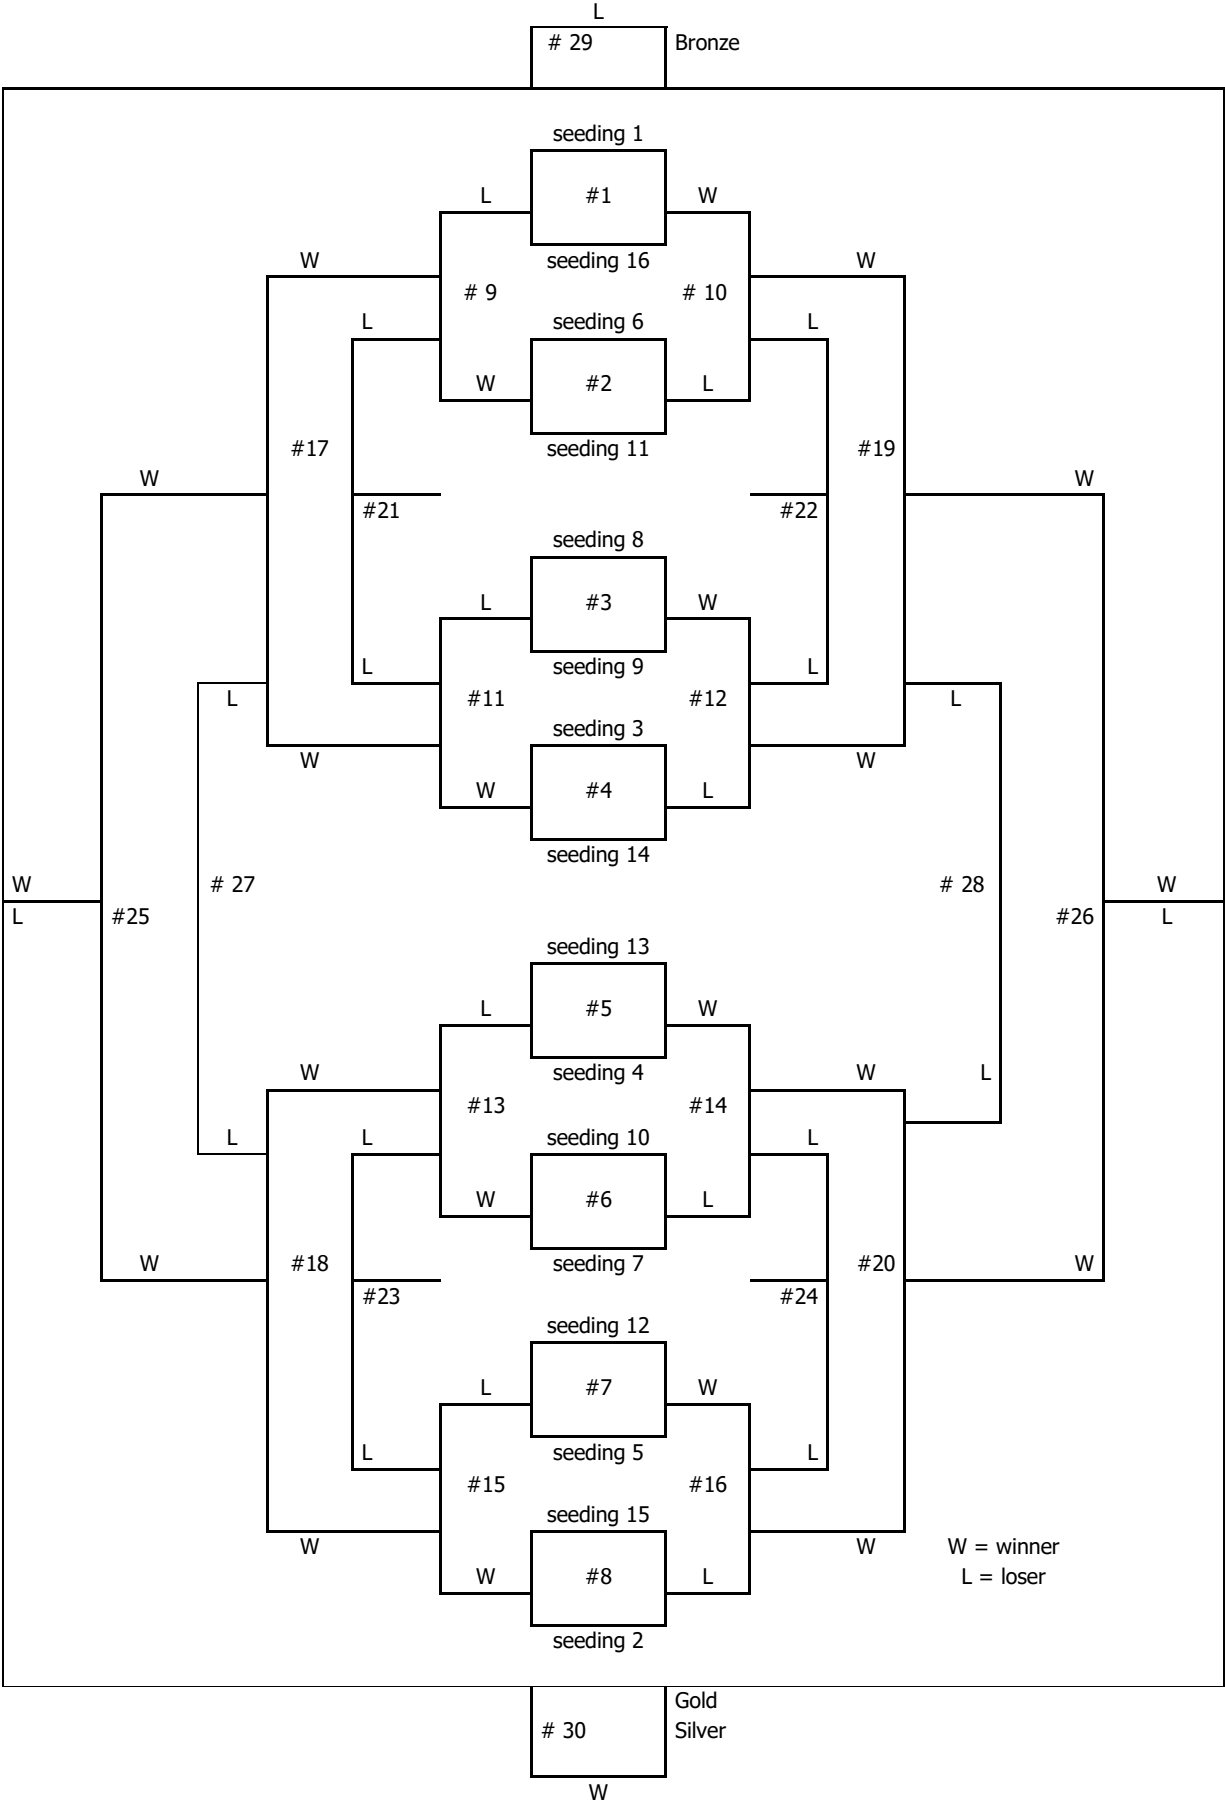 L
# 29 Bronze
seeding 1
L #1 W
W seeding 16 W
# 9 # 10
L seeding 6 L
W #2 L
#17 seeding 11 #19
W W
#21 #22
seeding 8
L #3 W
L seeding 9 L
L #11 #12 L
seeding 3
W W
W #4 L
seeding 14
W # 27 # 28 W
L #25 #26 L
seeding 13
L #5 W
W seeding 4 W L
#13 #14
L L seeding 10 L
W #6 L
W #18 seeding 7 #20 W
#23 #24
seeding 12
L #7 W
L seeding 5 L
#15 #16
seeding 15
W W W = winner
W #8 L L = loser
seeding 2
Gold
# 30 Silver
W